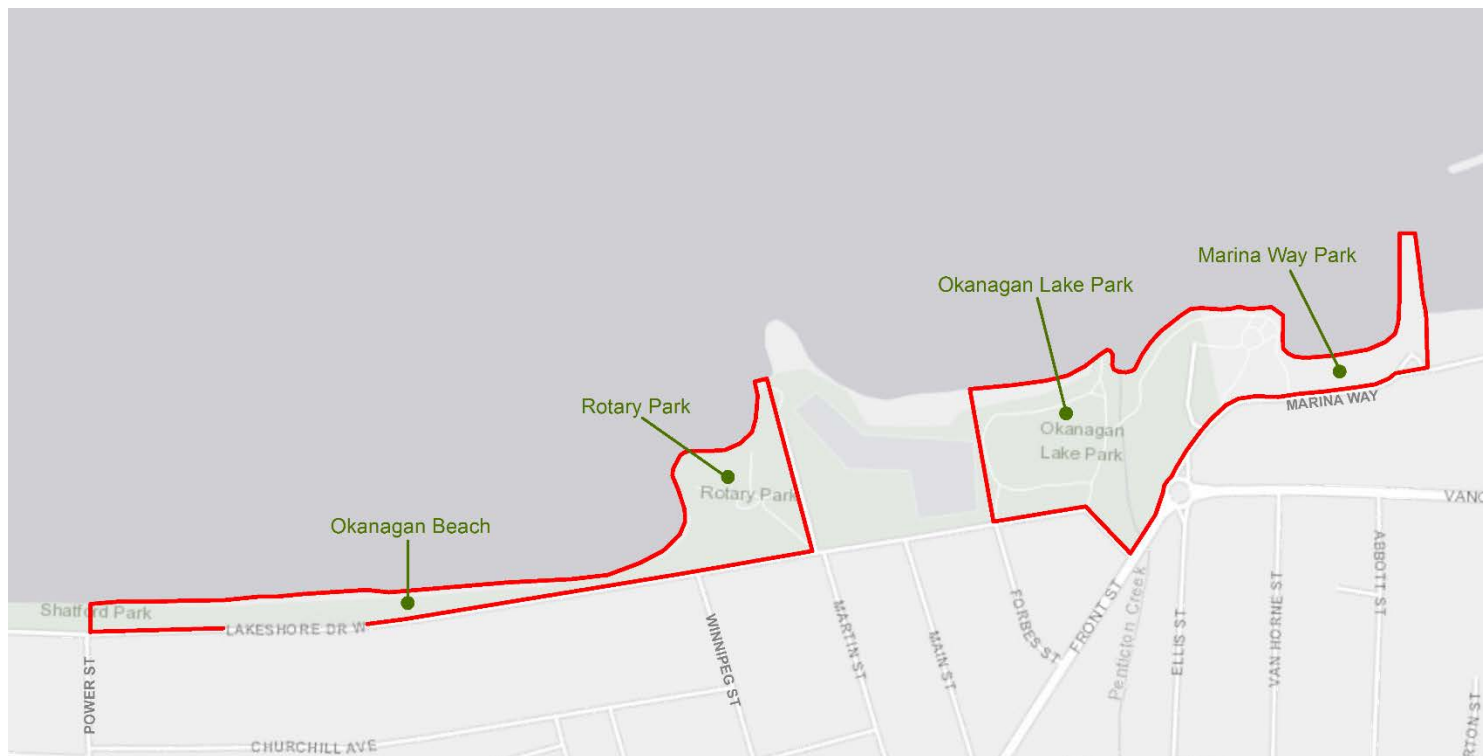 Marina Way Park
Okanagan Lake Park
Rotary Park
MARINA WAY
Okanagan
Lake Park
Rotary Park
VANC
Okanagan Beach
Shatford Park
LAKESHORE DR W
POWER ST
WINNIPEG ST
MARTIN ST
MAIN ST
FORBES ST
FRONT ST
Penticton Creek
ELLIS ST
VAN HORNE ST
ABBOTT ST
RTON ST
CHURCHILL AVE